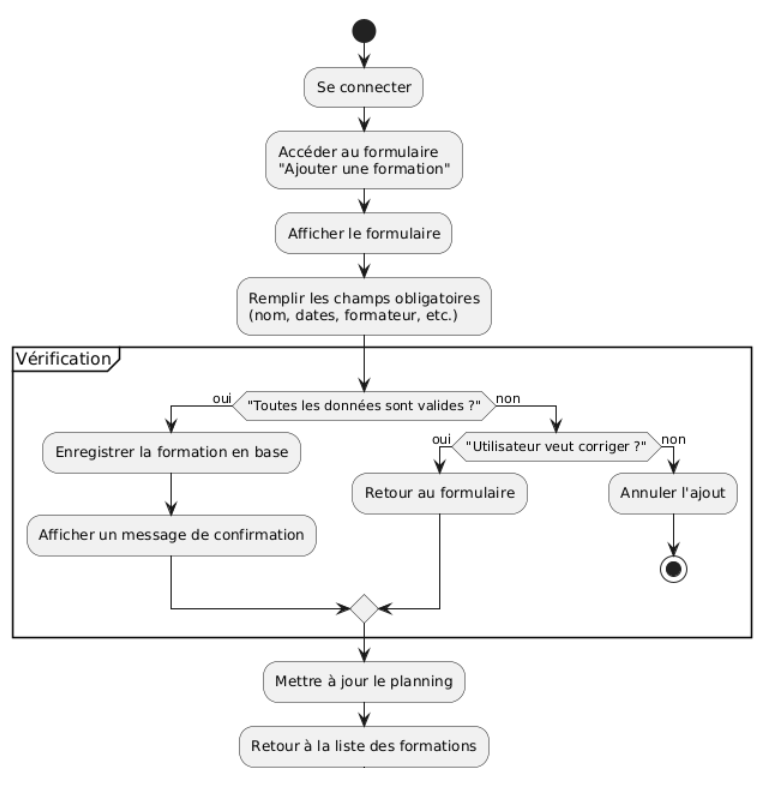 Se connecter
Accéder au formulaire
"Ajouter une formation"
Afficher le formulaire
Remplir les champs obligatoires
(nom, dates, formateur, etc.)
Vérification
oui
"Toutes les données sont valides ?"
non
Enregistrer la formation en base
oui
"Utilisateur veut corriger ?"
non
Retour au formulaire
Annuler l'ajout
Afficher un message de confirmation
Mettre à jour le planning
Retour à la liste des formations